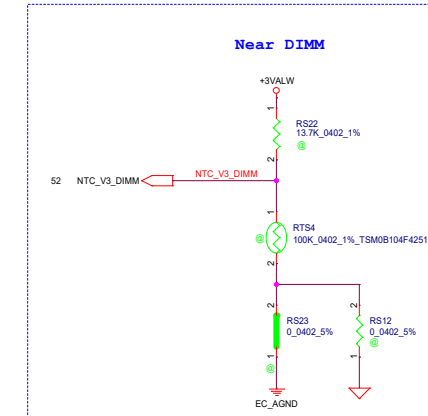 Near DIMM
+3VALW
1
RS22
13.7K_0402_1%
@
2
52 NTC_V3_DIMM NTC_V3_DIMM
1
RTS4
@ 100K_0402_1%_TSM0B104F4251
2
2 2
RS23 RS12
0_0402_5% 0_0402_5%
@
1 1
@
EC_AGND